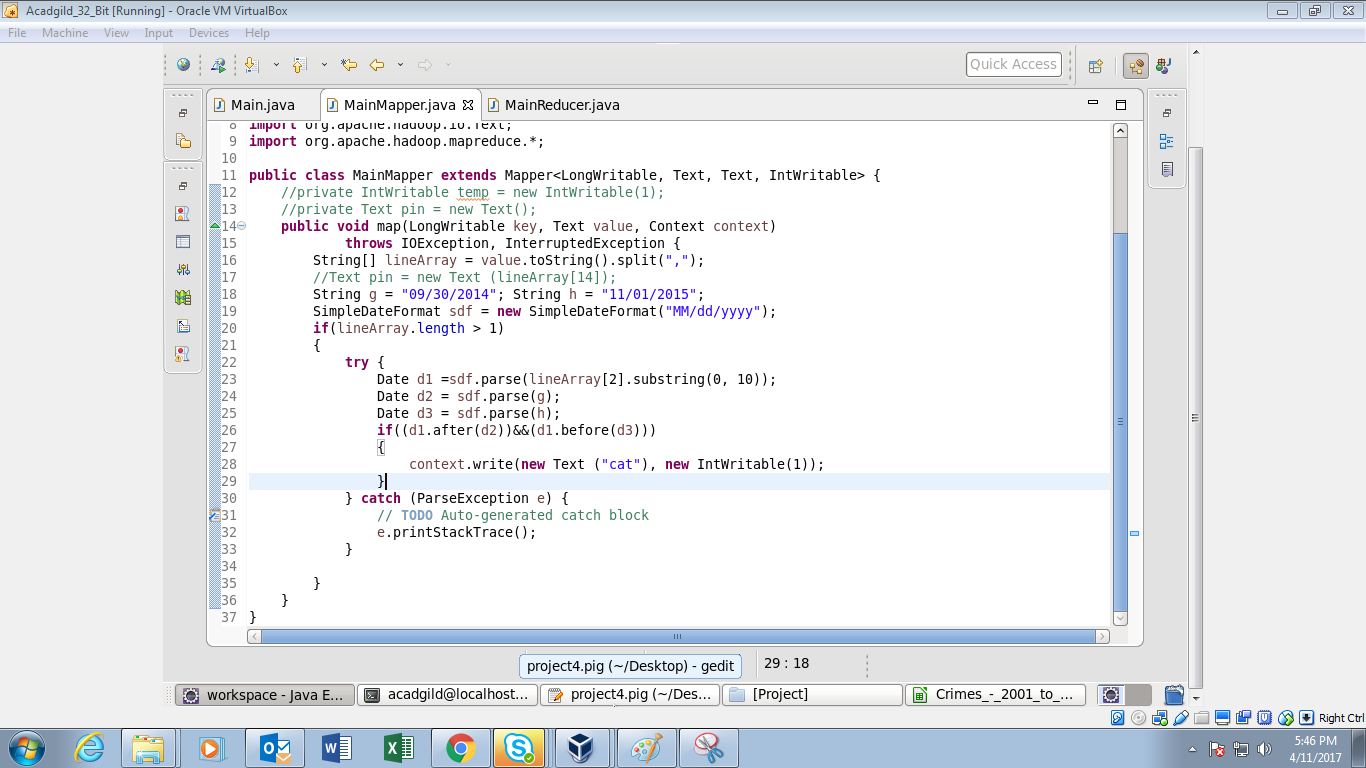 Acadgild_32_Bit [Running] - Oracle VM VirtualBox
File Machine View Input Devices Help
Quick Access
Main.java MainMapper.java MainReducer.java
8 import org.apache.hadoop.io.Text;
9 import org.apache.hadoop.mapreduce.*;
10
11 public class MainMapper extends Mapper<LongWritable, Text, Text, IntWritable> {
12 //private IntWritable temp = new IntWritable(1);
13 //private Text pin = new Text();
14 public void map(LongWritable key, Text value, Context context)
15 throws IOException, InterruptedException {
16 String[] lineArray = value.toString().split(",");
17 //Text pin = new Text (lineArray[14]);
18 String g = "09/30/2014"; String h = "11/01/2015";
19 SimpleDateFormat sdf = new SimpleDateFormat("MM/dd/yyyy");
20 if(lineArray.length > 1)
21 {
22 try {
23 Date d1 =sdf.parse(lineArray[2].substring(0, 10));
24 Date d2 = sdf.parse(g);
25 Date d3 = sdf.parse(h);
26 if((d1.after(d2))&&(d1.before(d3)))
27 {
28 context.write(new Text ("cat"), new IntWritable(1));
29 }
30 } catch (ParseException e) {
31 // TODO Auto-generated catch block
32 e.printStackTrace();
33 }
34
35 }
36 }
37 }
project4.pig (~/Desktop) - gedit 29 : 18
workspace - Java E... acadgild@localhost... project4.pig (~/Des... [Project] Crimes_-_2001_to_...
Right Ctrl
5:46 PM
4/11/2017